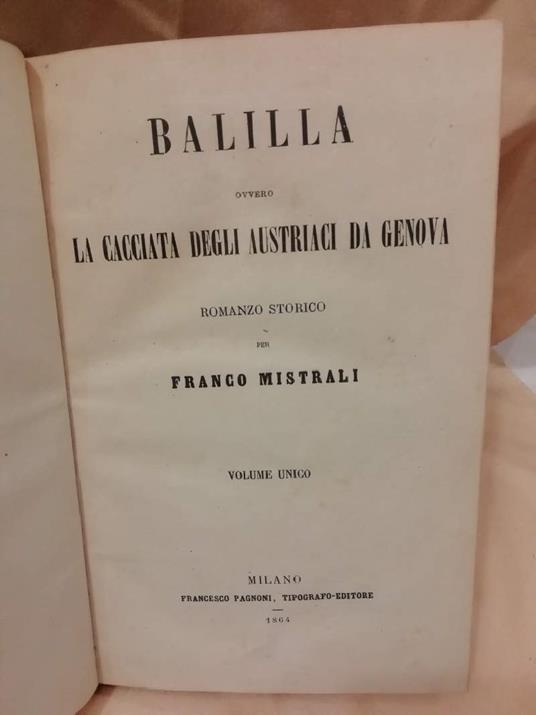 BALILLA
OVVERO
LA CACCIATA DEGLI AUSTRIACI DA GENOVA
ROMANZO STORICO
PER
FRANCO MISTRALI
VOLUME UNICO
MILANO
FRANCESCO PAGNONI, TIPOGRAFO-EDITORE
1864